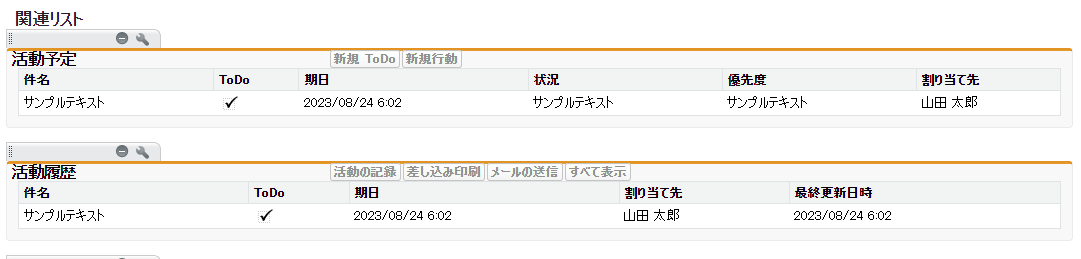 関連リスト
活動予定 新規 ToDo 新規行動
件名 ToDo 期日 状況 優先度 割り当て先
サンプルテキスト 2023/08/24 6:02 サンプルテキスト サンプルテキスト 山田 太郎
活動履歴 活動の記録 差し込み印刷 メールの送信 すべて表示
件名 ToDo 期日 割り当て先 最終更新日時
サンプルテキスト 2023/08/24 6:02 山田 太郎 2023/08/24 6:02